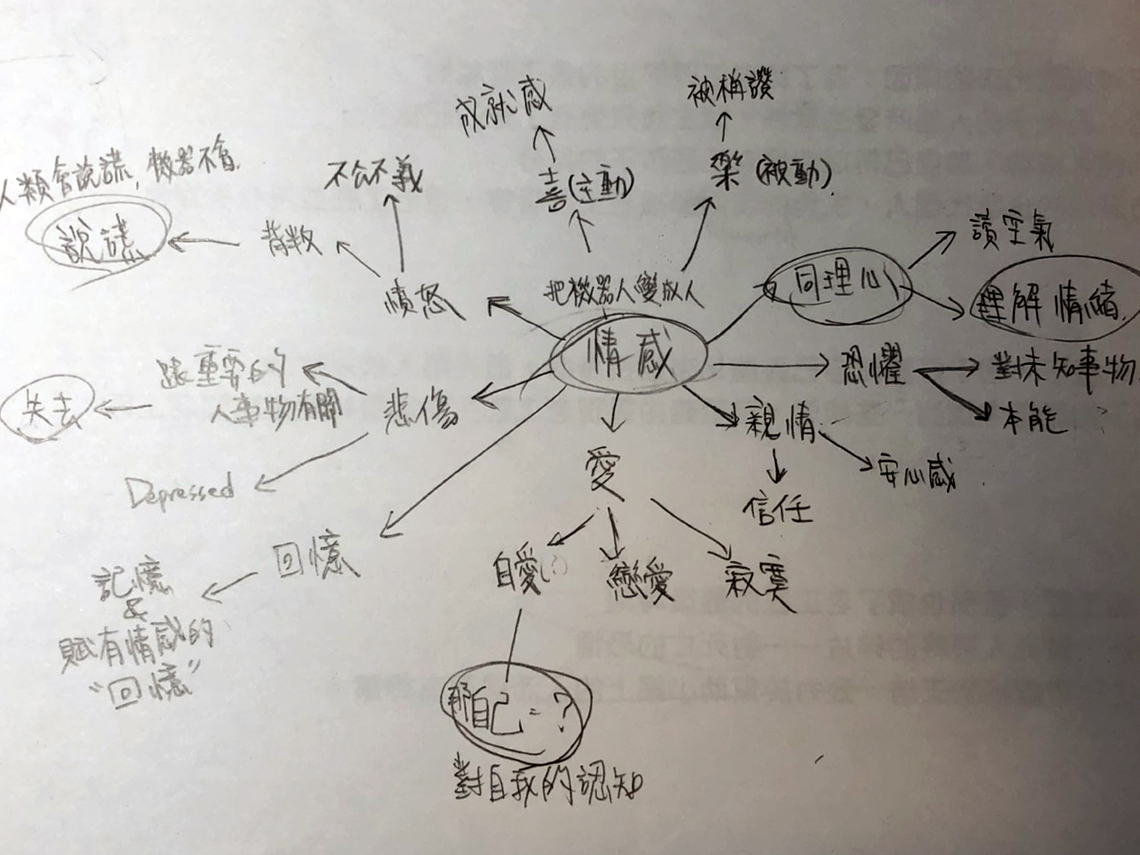 成就感
被稱讚
人類會說謊，機器不會.
不公不義
喜(主動)
樂(被動)
說謊
背叛
同理心
讀空氣
憤怒
把機器人變成人
理解情緒
情感
恐懼
對未知事物
本能
跟重要的
人事物有關
失去
悲傷
親情
安心感
愛
信任
Depressed
回憶
自愛
戀愛
寂寞
記憶
&
賦有情感的
"回憶"
自己 = ?
對自我的認知